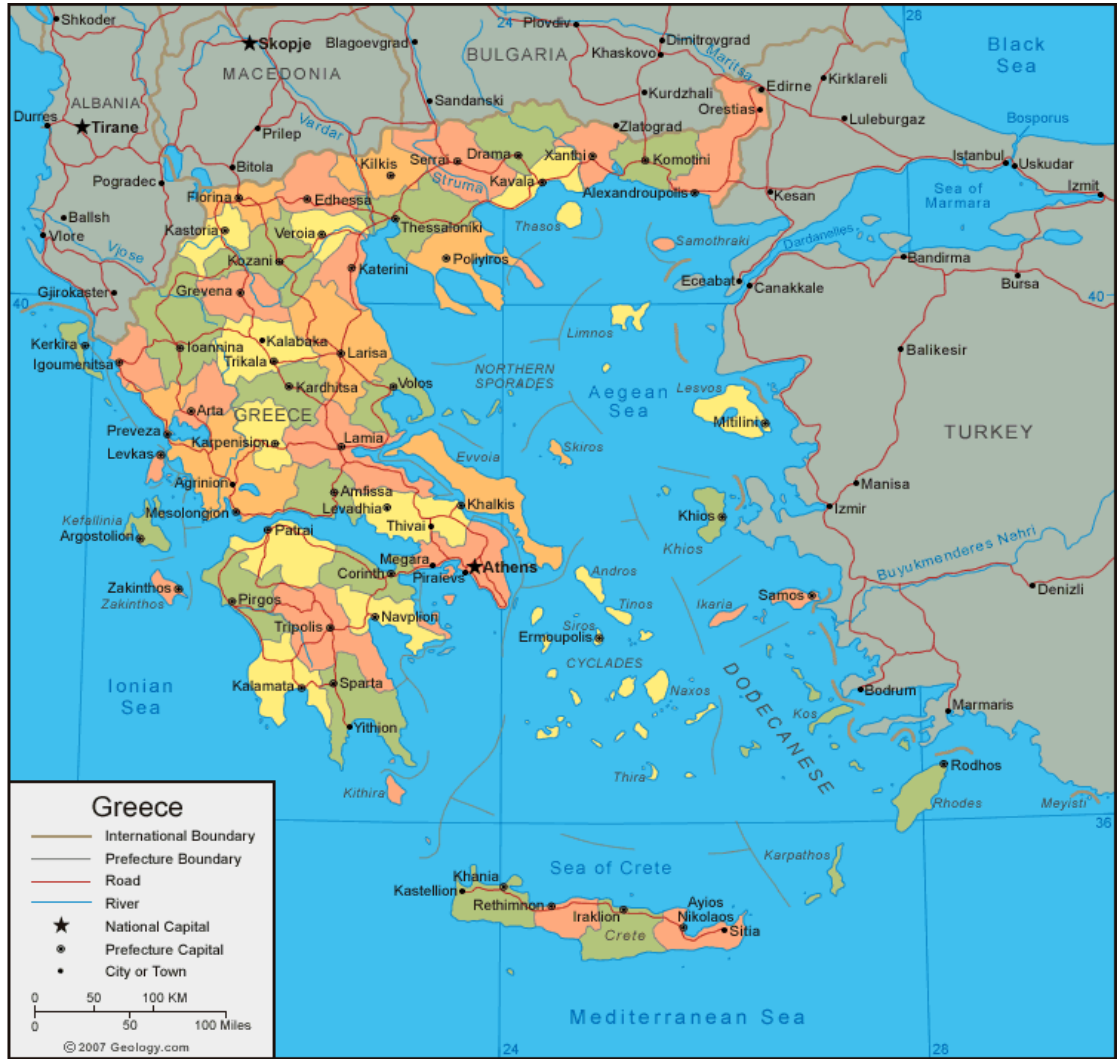 24
28
Shkoder
Skopje
Blagoevgrad
Plovdiv
Dimitrovgrad
Khaskovo
BULGARIA
Maritsa
Black
Sea
MACEDONIA
ALBANIA
Durres
Tirane
Vardar
Prilep
Sandanski
Kurdzhali
Edirne
Kirklareli
Orestias
Luleburgaz
Bosporus
Zlatograd
Bitola
Pogradec
Kilkis
Serrai
Drama
Xanthi
Komotini
Istanbul
Uskudar
Struma
Kavala
Alexandroupolis
Kesan
Sea of
Marmara
Izmit
Florina
Edhessa
Ballsh
Vlore
Vjose
Kastoria
Veroia
Thessaloniki
Thasos
Samothraki
Dardanelles
Kozani
Katerini
Poliyiros
Bandirma
Eceabat
Canakkale
Bursa
Gjirokaster
Grevena
40
40
Limnos
Kerkira
Igoumenitsa
Ioannina
Kalabaka
Trikala
Larisa
Balikesir
NORTHERN
SPORADES
Kardhitsa
Volos
Aegean
Sea
Lesvos
Mitilini
Arta
GREECE
Preveza
Karpenision
Lamia
TURKEY
Levkas
Evvoia
Skiros
Agrinion
Amfissa
Manisa
Mesolongion
Levadhia
Khalkis
Khios
Izmir
Kefallinia
Argostolion
Patrai
Thivai
Khios
Buyukmenderes Nahri
Megara
Athens
Corinth
Piraievs
Andros
Zakinthos
Zakinthos
Pirgos
Tinos
Ikaria
Samos
Denizli
Navplion
Tripolis
Siros
Ermoupolis
CYCLADES
Ionian
Sea
Kalamata
Sparta
Naxos
DODECANESE
Bodrum
Kos
Marmaris
Yithion
Thira
Rodhos
Kithira
Rhodes
Meyisti
36
Sea of Crete
Karpathos
Khania
Kastellion
Rethimnon
Iraklion
Ayios
Nikolaos
Crete
Sitia
Mediterranean Sea
24
28
Greece
International Boundary
Prefecture Boundary
Road
River
National Capital
Prefecture Capital
City or Town
0 50 100 KM
0 50 100 Miles
© 2007 Geology.com